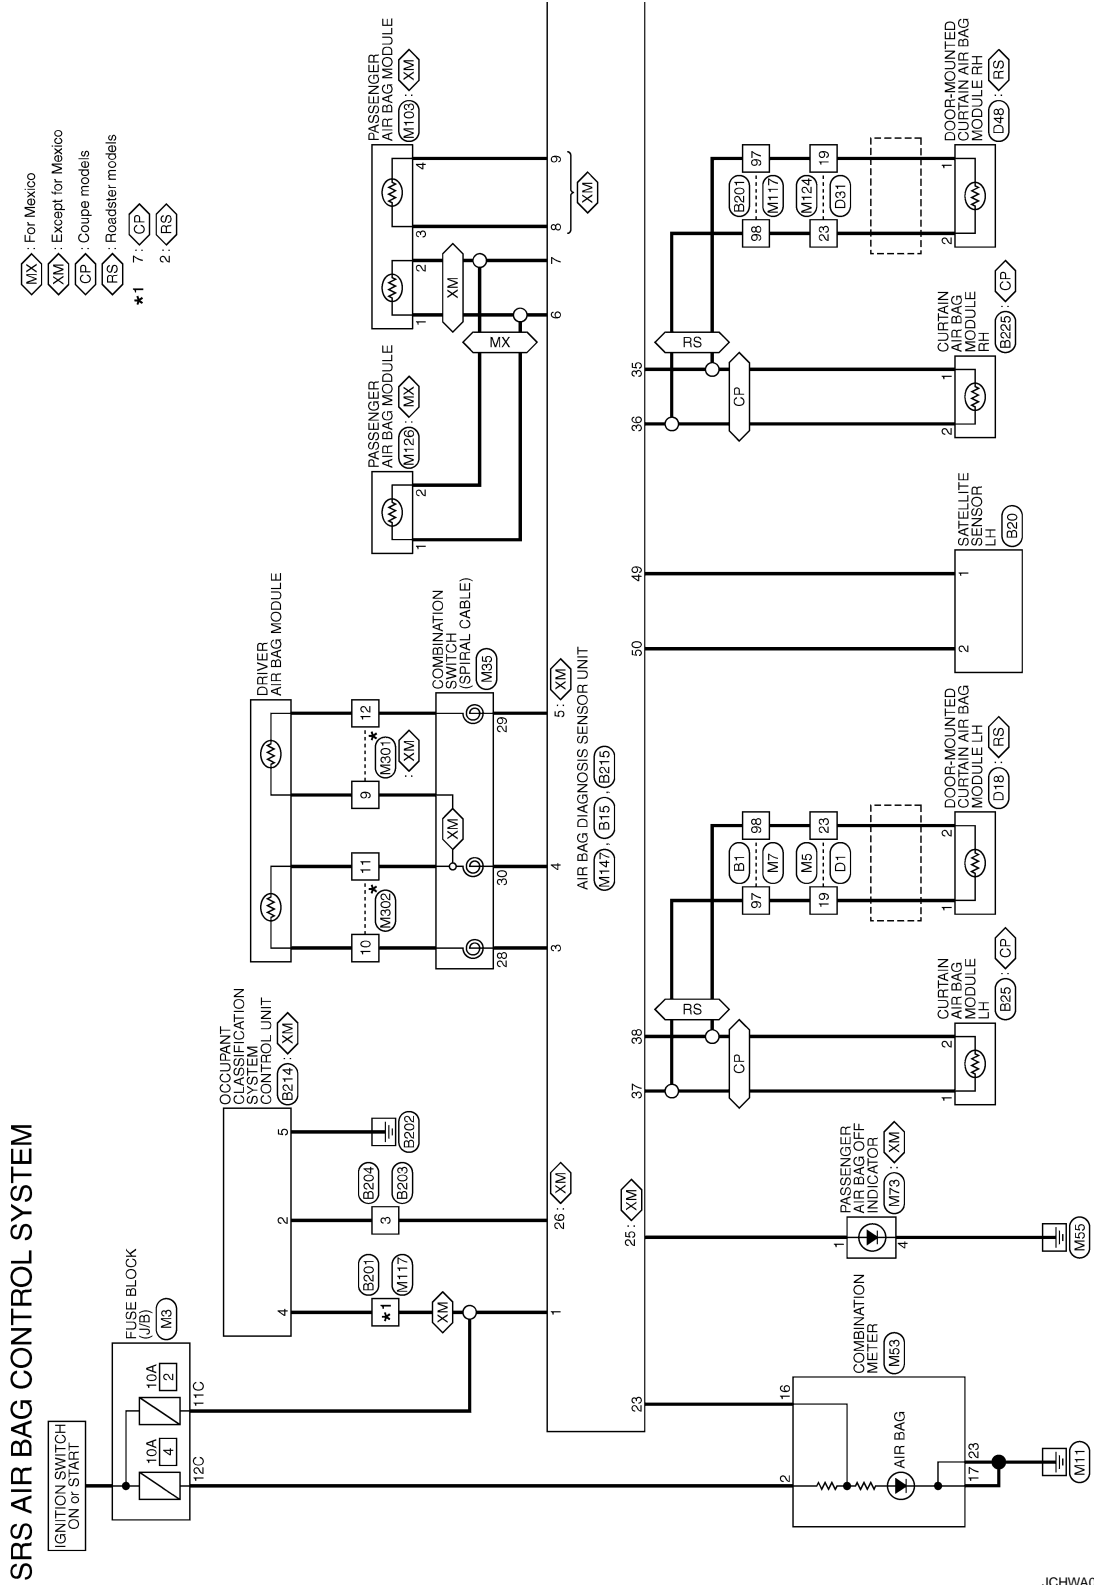 SRS AIR BAG CONTROL SYSTEM
IGNITION SWITCH
ON or START
FUSE BLOCK
(J/B)
M3
10A
4
10A
2
12C
11C
OCCUPANT
CLASSIFICATION
SYSTEM
CONTROL UNIT
B214 : XM
4
2
5
*1
B201
M117
3
B204
B203
B202
XM
1
26 : XM
DRIVER
AIR BAG MODULE
10
11
9
12
*
M302
*
M301
: XM
COMBINATION
SWITCH
(SPIRAL CABLE)
M35
XM
28
30
29
3
4
5 : XM
PASSENGER
AIR BAG MODULE
M126 : MX
1
2
PASSENGER
AIR BAG MODULE
M103 : XM
1
2
3
4
XM
MX
6
7
8
9
XM
MX : For Mexico
XM : Except for Mexico
CP : Coupe models
RS : Roadster models
*1
7 : CP
2 : RS
AIR BAG DIAGNOSIS SENSOR UNIT
M147 , B15 , B215
23
25 : XM
37
38
50
49
36
35
COMBINATION
METER
M53
2
16
AIR BAG
17
23
M11
PASSENGER
AIR BAG OFF
INDICATOR
M73 : XM
1
4
M55
RS
CP
CURTAIN
AIR BAG
MODULE
LH
B25 : CP
1
2
97
98
B1
M7
19
23
M5
D1
DOOR-MOUNTED
CURTAIN AIR BAG
MODULE LH
D18 : RS
1
2
SATELLITE
SENSOR
LH
B20
2
1
RS
CP
CURTAIN
AIR BAG
MODULE
RH
B225 : CP
2
1
98
97
B201
M117
23
19
M124
D31
DOOR-MOUNTED
CURTAIN AIR BAG
MODULE RH
D48 : RS
2
1